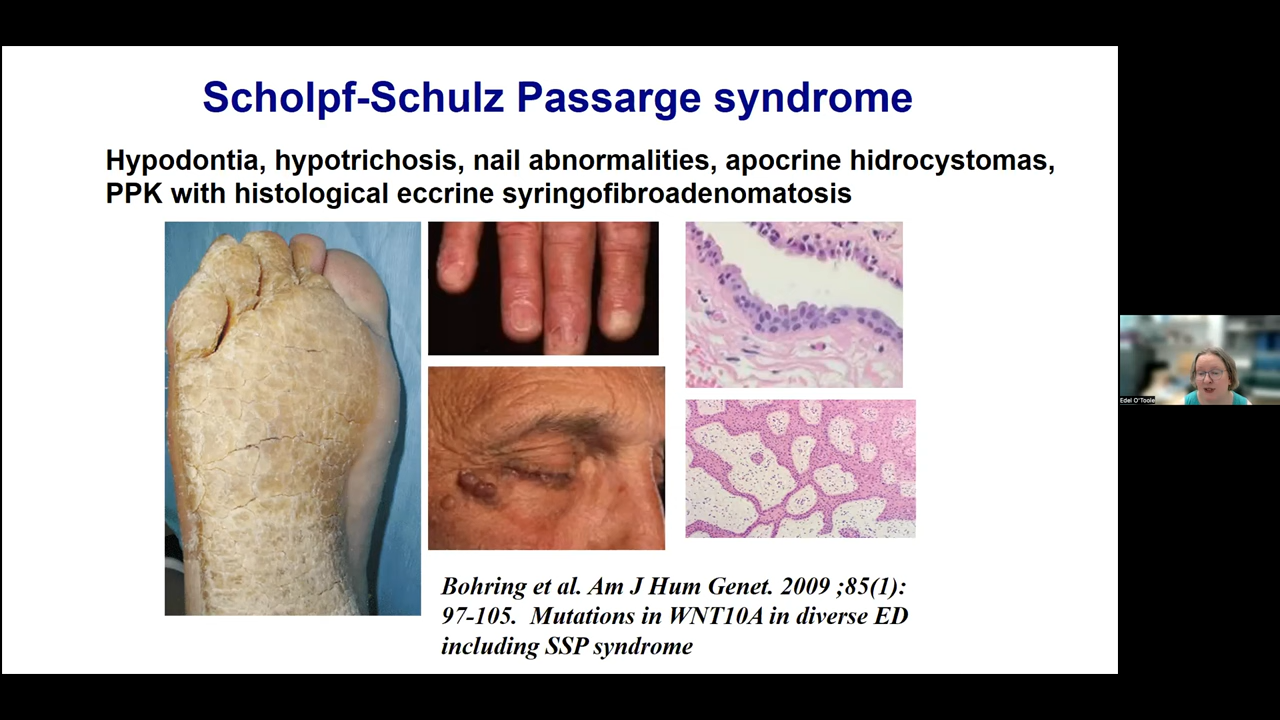 Scholpf-Schulz Passarge syndrome
Hypodontia, hypotrichosis, nail abnormalities, apocrine hidrocystomas,
PPK with histological eccrine syringofibroadenomatosis
Bohring et al. Am J Hum Genet. 2009 ;85(1):
97-105. Mutations in WNT10A in diverse ED
including SSP syndrome
Edel O'Toole